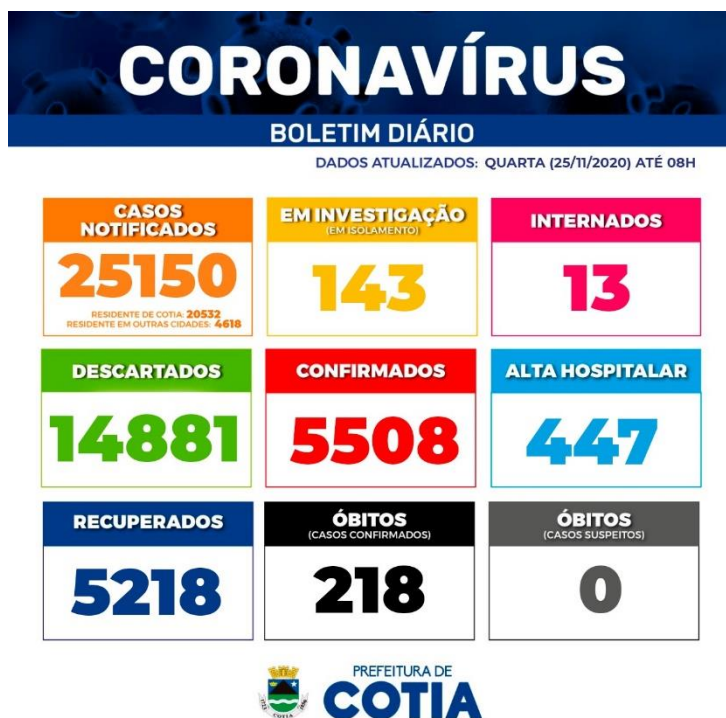 CORONAVÍRUS
BOLETIM DIÁRIO
DADOS ATUALIZADOS: QUARTA (25/11/2020) ATÉ 08H
CASOS
NOTIFICADOS
25150
RESIDENTE DE COTIA: 20532
RESIDENTE EM OUTRAS CIDADES: 4618
EM INVESTIGAÇÃO
(EM ISOLAMENTO)
143
INTERNADOS
13
DESCARTADOS
14881
CONFIRMADOS
5508
ALTA HOSPITALAR
447
RECUPERADOS
5218
ÓBITOS
(CASOS CONFIRMADOS)
218
ÓBITOS
(CASOS SUSPEITOS)
0
PREFEITURA DE
COTIA
COTIA